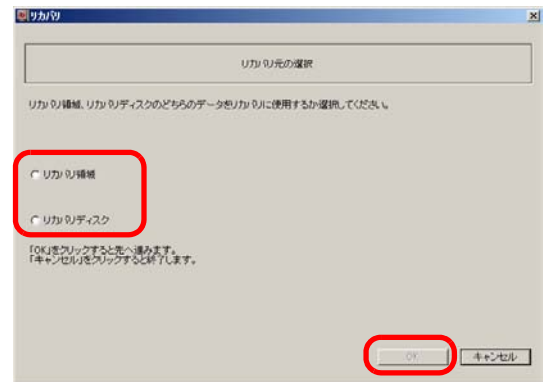 リカバリ
リカバリ元の選択
リカバリ領域、リカバリディスクのどちらのデータをリカバリに使用するか選択してください。
リカバリ領域
リカバリディスク
「OK」をクリックすると先へ進みます。
「キャンセル」をクリックすると終了します。
OK
キャンセル